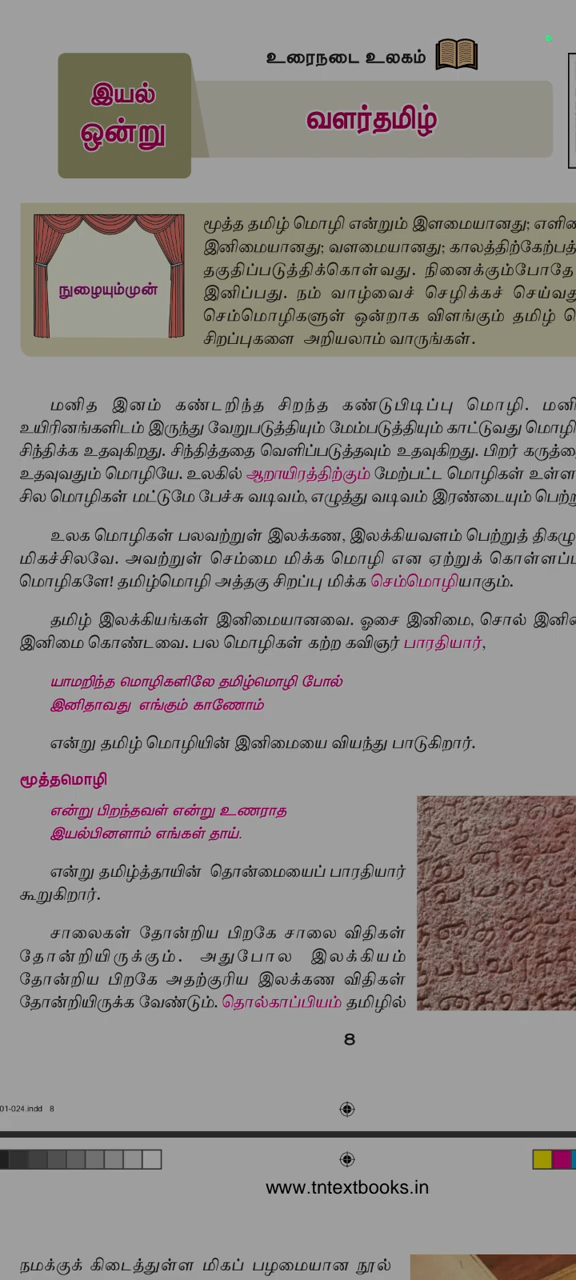 உரைநடை உலகம்
இயல்
ஒன்று
வளர்தமிழ்
மூத்த தமிழ் மொழி என்றும் இளமையானது; எளி
இனிமையானது; வளமையானது; காலத்திற்கேற்பத்
தகுதிப்படுத்திக்கொள்வது. நினைக்கும்போதே
நுழையும்முன்
இனிப்பது. நம் வாழ்வைச் செழிக்கச் செய்வது
செம்மொழிகளுள் ஒன்றாக விளங்கும் தமிழ்
சிறப்புகளை அறியலாம் வாருங்கள்.
மனித இனம் கண்டறிந்த சிறந்த கண்டுபிடிப்பு மொழி. மனி
உயிரினங்களிடம் இருந்து வேறுபடுத்தியும் மேம்படுத்தியும் காட்டுவது மொழி
சிந்திக்க உதவுகிறது. சிந்தித்ததை வெளிப்படுத்தவும் உதவுகிறது. பிறர் கருத்தை
உதவுவதும் மொழியே. உலகில் ஆறாயிரத்திற்கும் மேற்பட்ட மொழிகள் உள்ள
சில மொழிகள் மட்டுமே பேச்சு வடிவம், எழுத்து வடிவம் இரண்டையும் பெற்று
உலக மொழிகள் பலவற்றுள் இலக்கண, இலக்கியவளம் பெற்றுத் திகழு
மிகச்சிலவே. அவற்றுள் செம்மை மிக்க மொழி என ஏற்றுக் கொள்ளப்ப
மொழிகளே! தமிழ்மொழி அத்தகு சிறப்பு மிக்க செம்மொழியாகும்.
தமிழ் இலக்கியங்கள் இனிமையானவை. ஓசை இனிமை, சொல் இனி
இனிமை கொண்டவை. பல மொழிகள் கற்ற கவிஞர் பாரதியார்,
யாமறிந்த மொழிகளிலே தமிழ்மொழி போல்
இனிதாவது எங்கும் காணோம்
என்று தமிழ் மொழியின் இனிமையை வியந்து பாடுகிறார்.
மூத்தமொழி
என்று பிறந்தவள் என்று உணராத
இயல்பினளாம் எங்கள் தாய்.
என்று தமிழ்த்தாயின் தொன்மையைப் பாரதியார்
கூறுகிறார்.
சாலைகள் தோன்றிய பிறகே சாலை விதிகள்
தோன்றியிருக்கும். அதுபோல இலக்கியம்
தோன்றிய பிறகே அதற்குரிய இலக்கண விதிகள்
தோன்றியிருக்க வேண்டும். தொல்காப்பியம் தமிழில்
8
01-024.indd 8
www.tntextbooks.in
நமக்குக் கிடைத்துள்ள மிகப் பழமையான நூல்